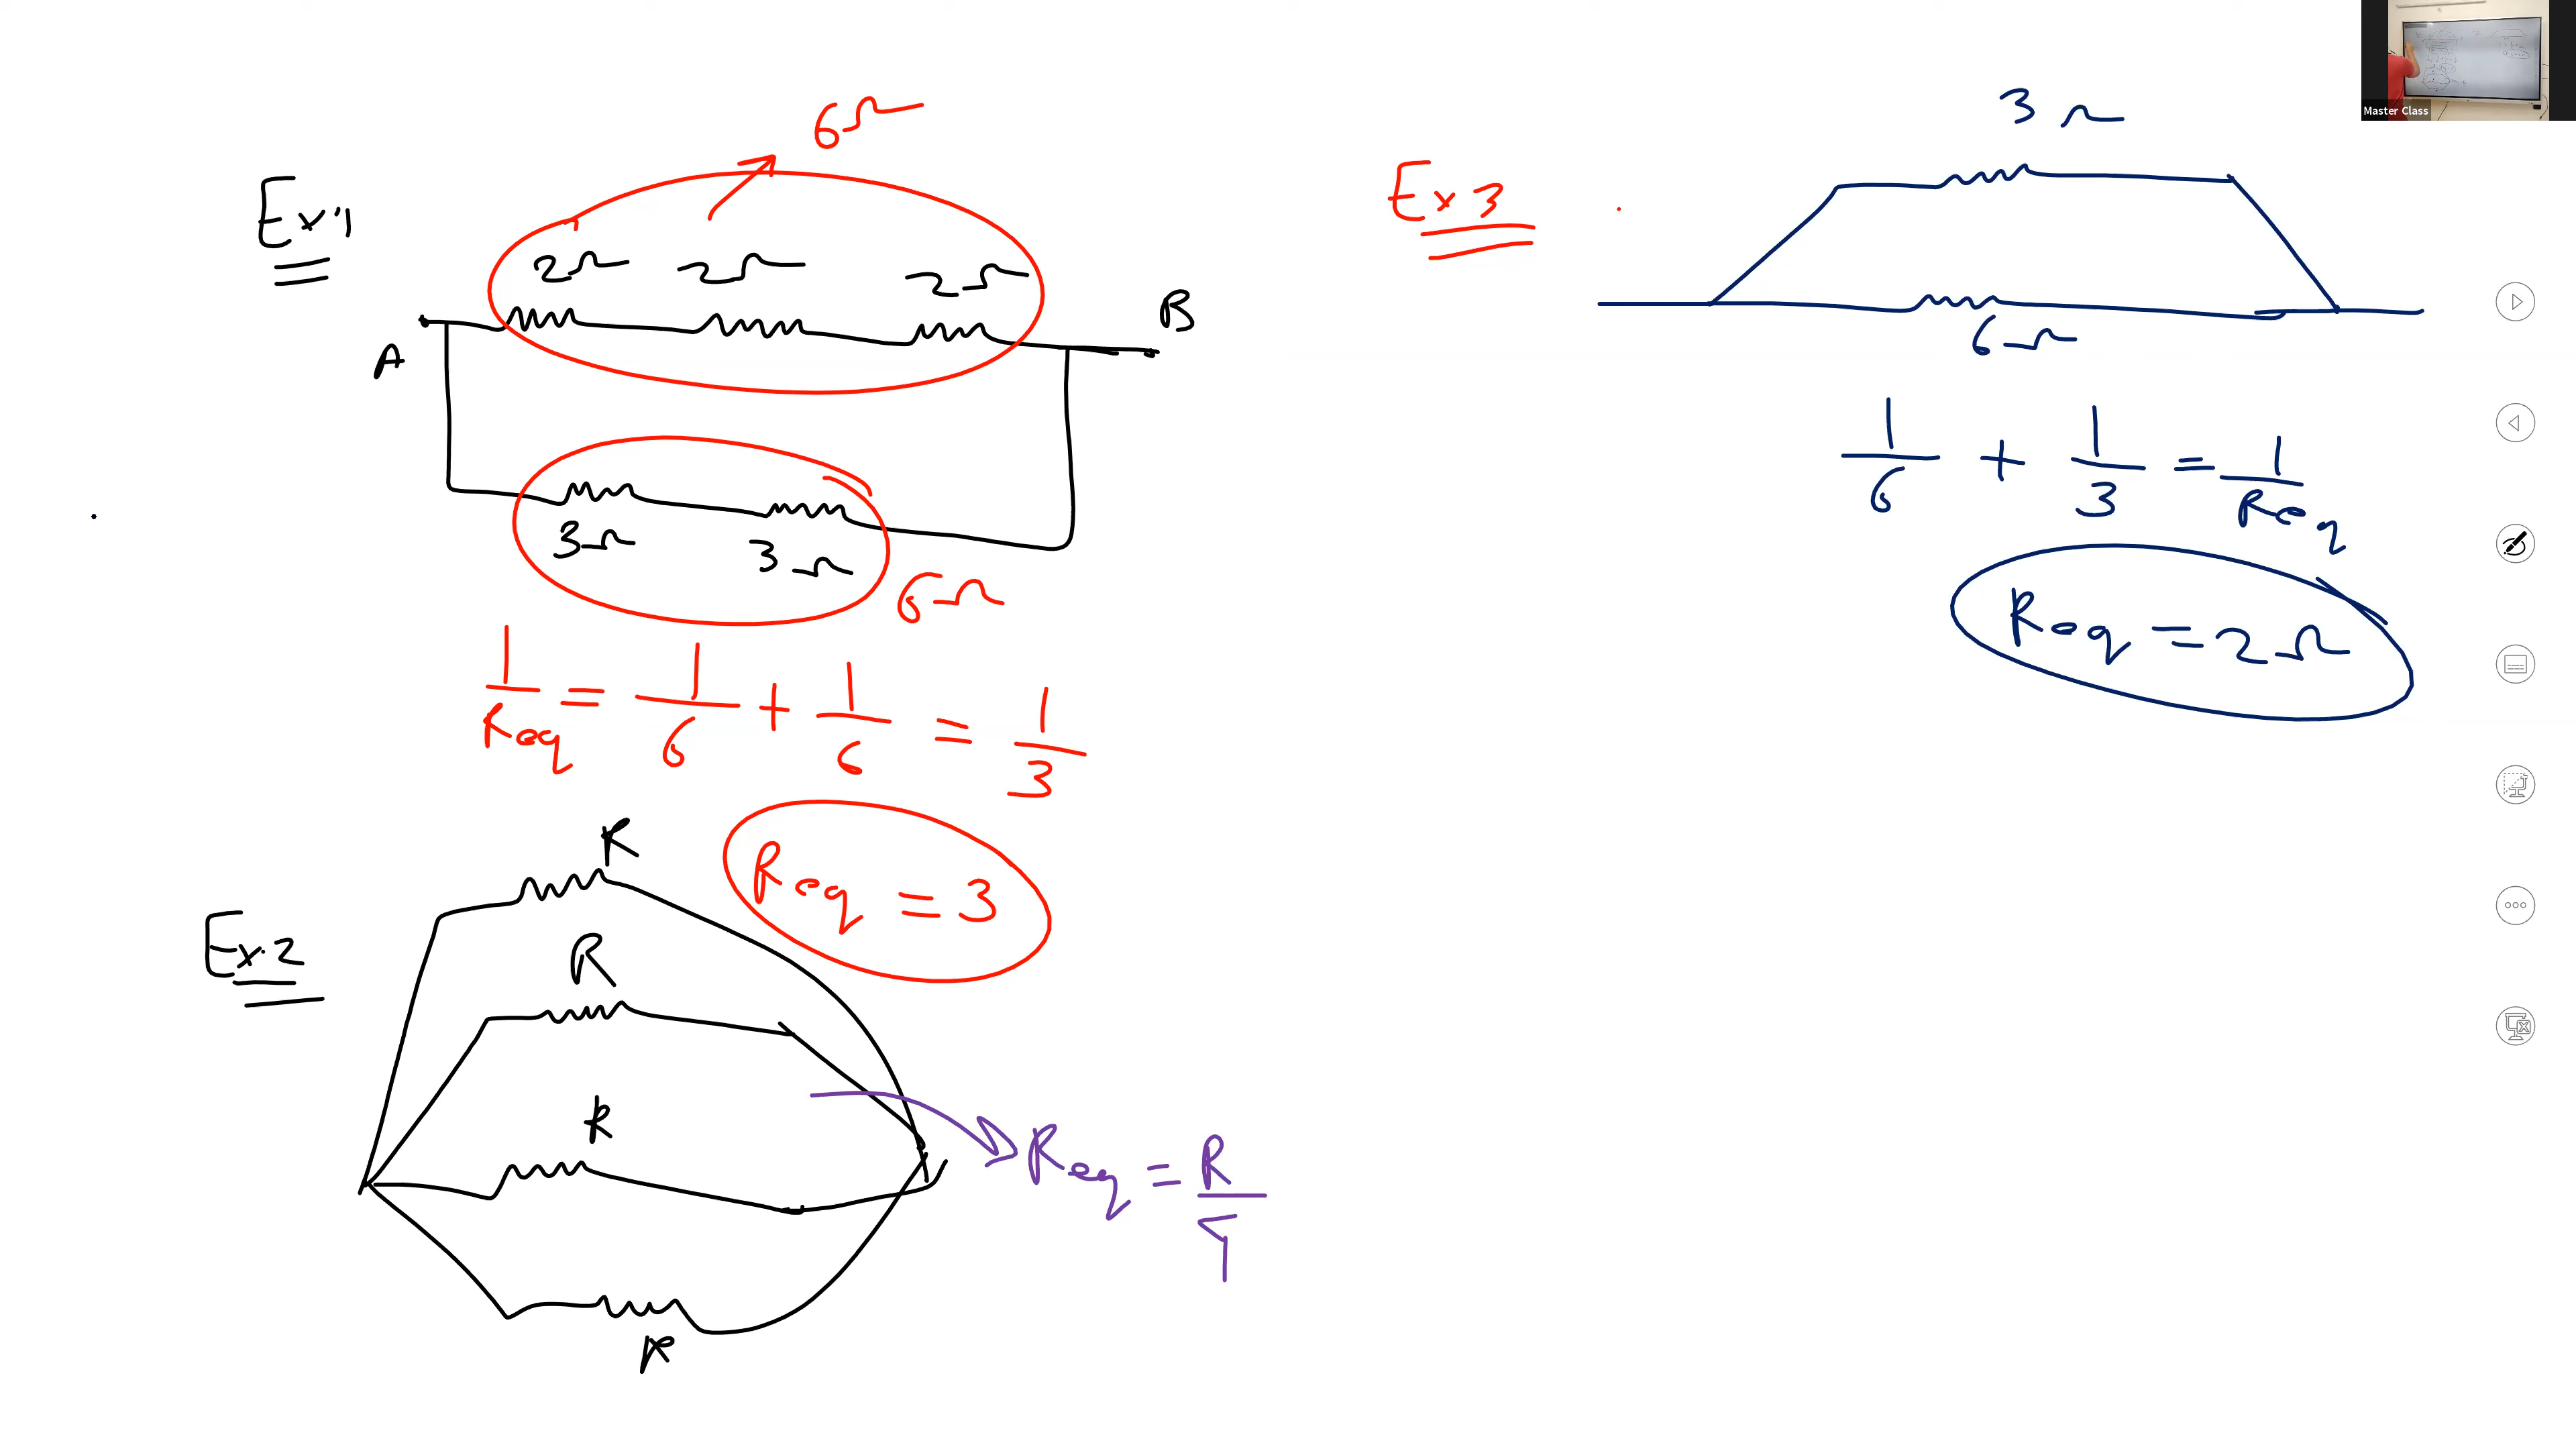 Ex.1
6Ω
2Ω 2Ω 2Ω
A
B
3Ω 3Ω
6Ω
1/Req = 1/6 + 1/6 = 1/3
Req = 3
Ex.2
R
R
R
R
Req = R/4
Ex 3
3Ω
6Ω
1/6 + 1/3 = 1/Req
Req = 2Ω
Master Class